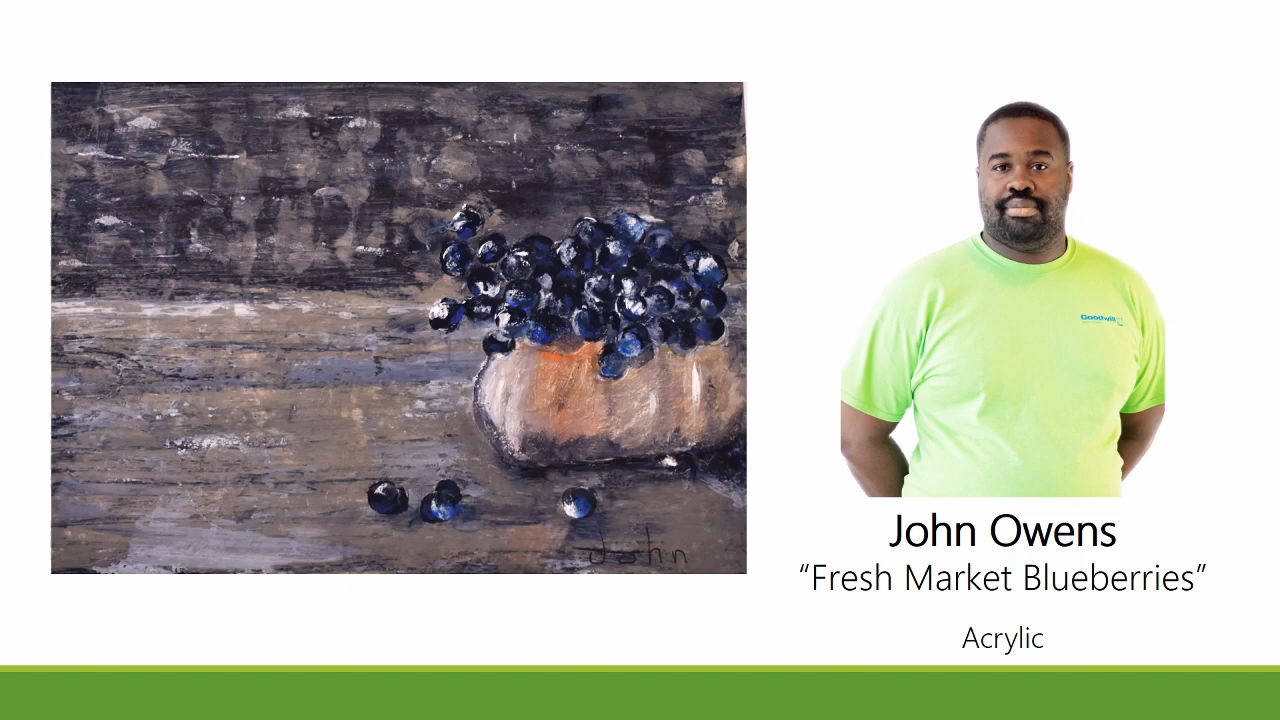 John
Goodwill
John Owens
“Fresh Market Blueberries”
Acrylic